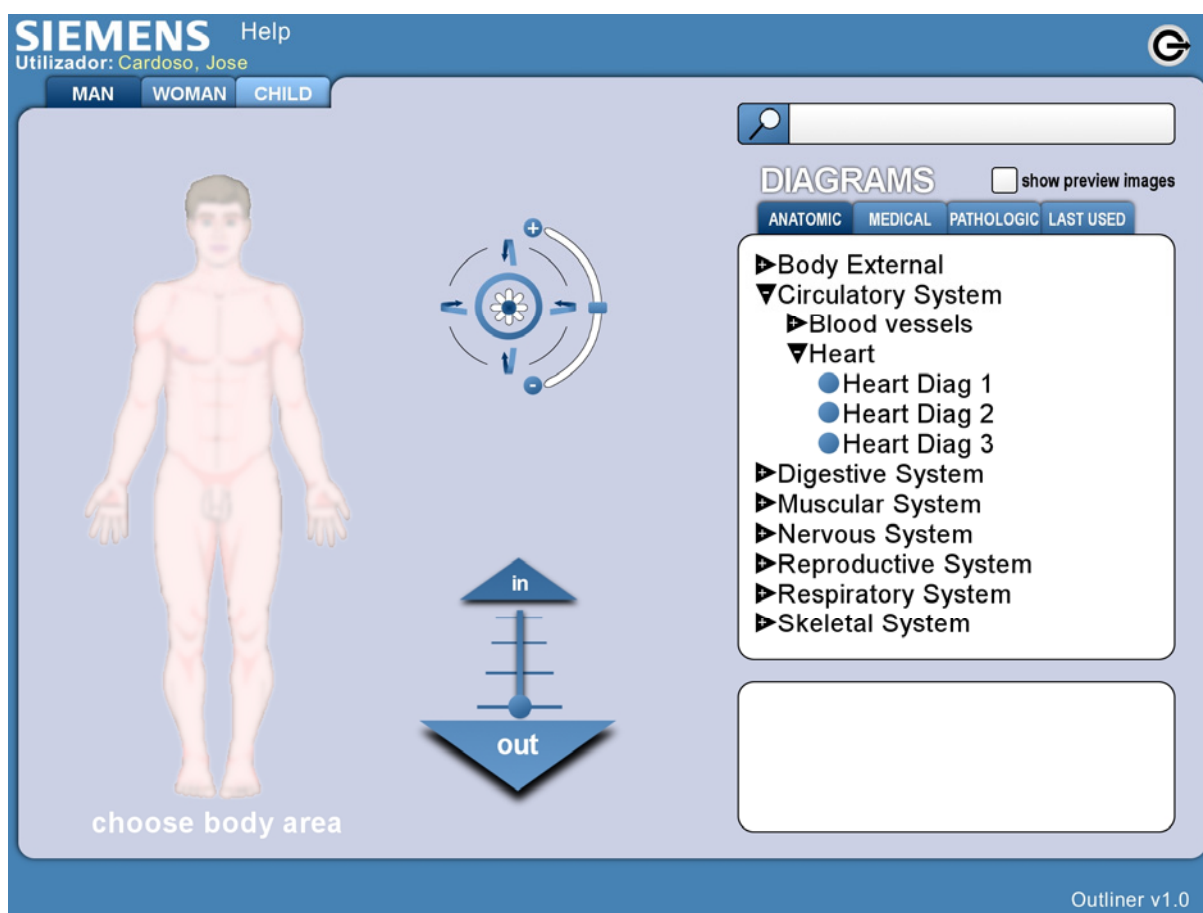 SIEMENS Help
Utilizador: Cardoso, Jose
MAN WOMAN CHILD
DIAGRAMS show preview images
ANATOMIC MEDICAL PATHOLOGIC LAST USED
Body External
Circulatory System
Blood vessels
Heart
Heart Diag 1
Heart Diag 2
Heart Diag 3
Digestive System
Muscular System
Nervous System
Reproductive System
Respiratory System
Skeletal System
in
out
choose body area
Outliner v1.0